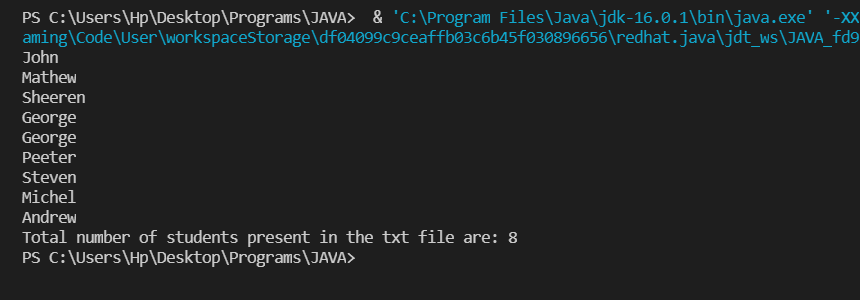 PS C:\Users\Hp\Desktop\Programs\JAVA>  & 'C:\Program Files\Java\jdk-16.0.1\bin\java.exe' '-XX
aming\Code\User\workspaceStorage\df04099c9ceaffb03c6b45f030896656\redhat.java\jdt_ws\JAVA_fd9
John
Mathew
Sheeren
George
George
Peeter
Steven
Michel
Andrew
Total number of students present in the txt file are: 8
PS C:\Users\Hp\Desktop\Programs\JAVA>